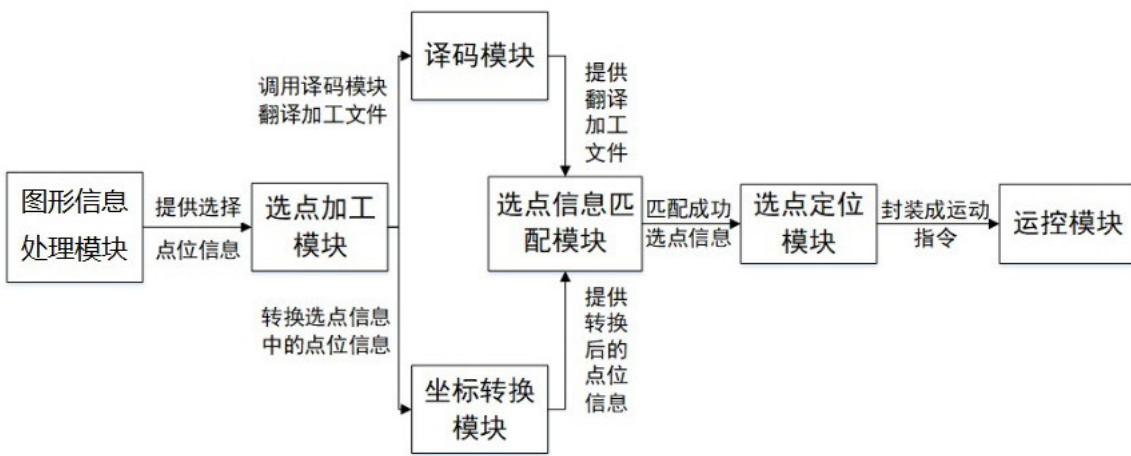 图形信息
处理模块
提供选择
点位信息
选点加工
模块
调用译码模块
翻译加工文件
转换选点信息
中的点位信息
译码模块
坐标转换
模块
提供
翻译
加工
文件
提供
转换
后的
点位
信息
选点信息匹
配模块
匹配成功
选点信息
选点定位
模块
封装成运动
指令
运控模块